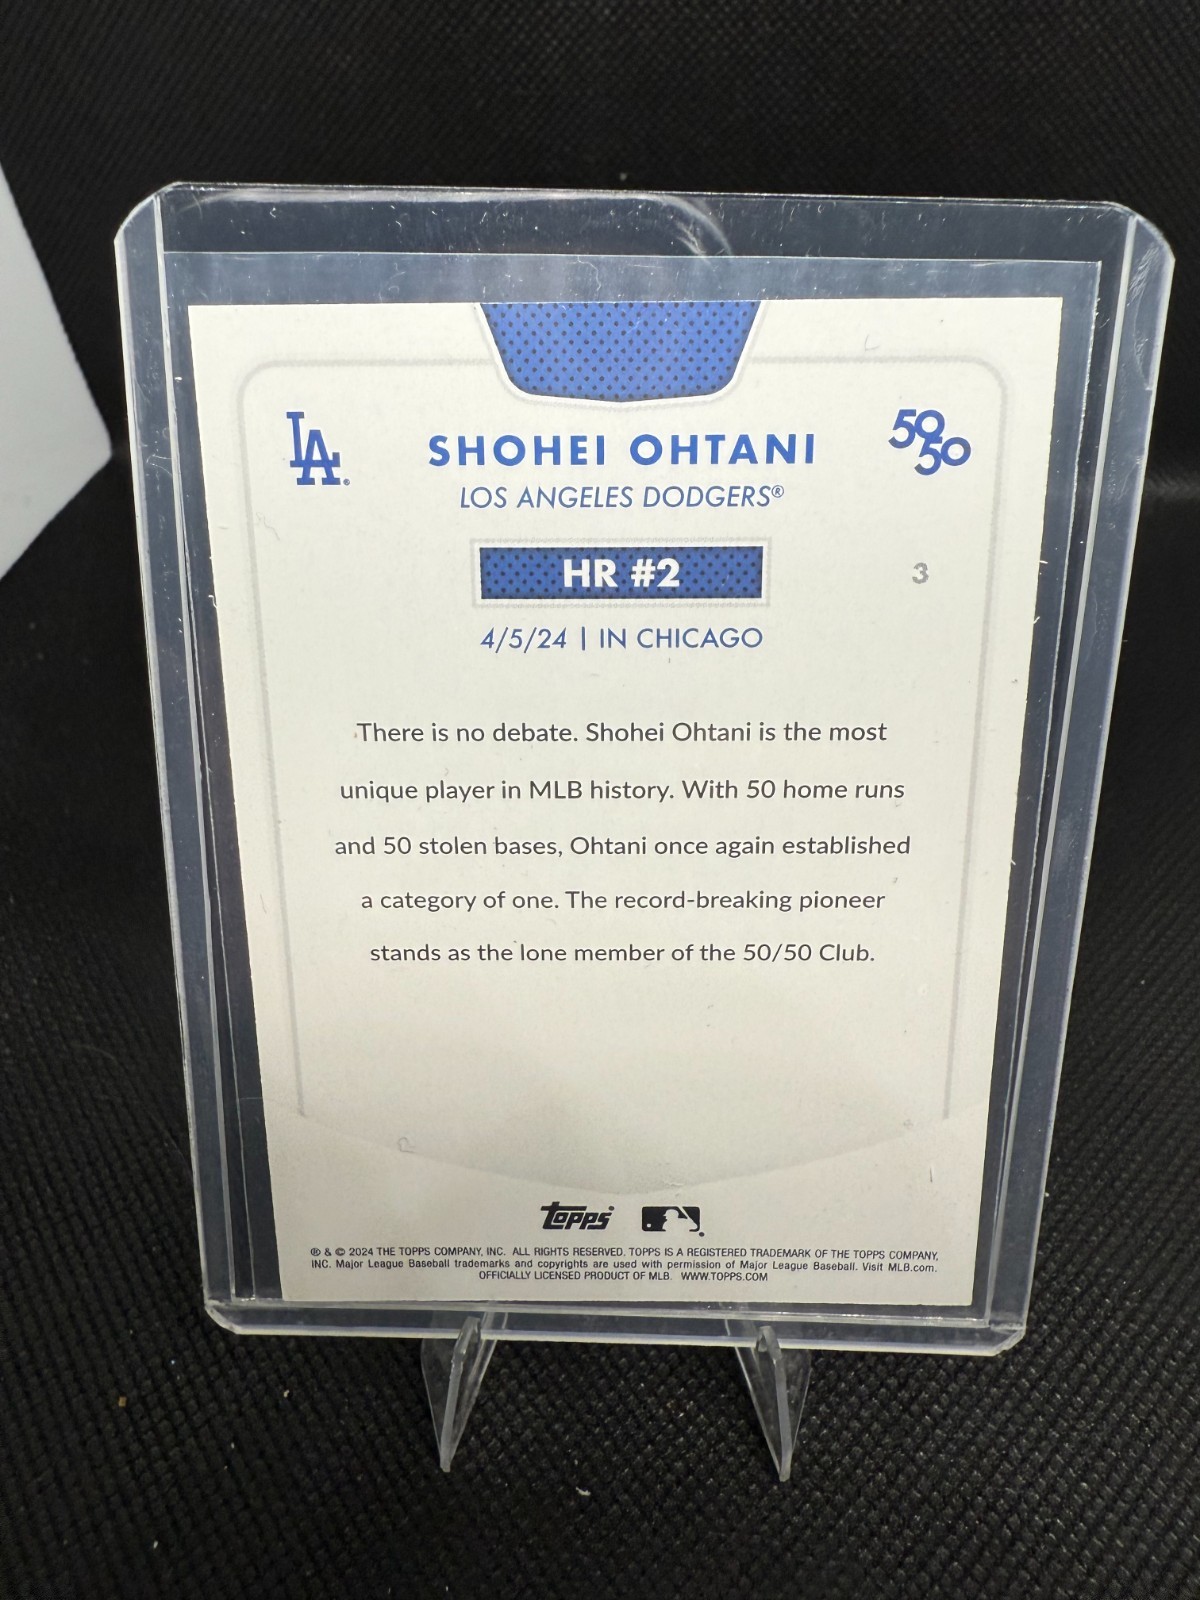 LA
SHOHEI OHTANI
50
50
LOS ANGELES DODGERS®
HR #2
3
4/5/24 | IN CHICAGO
There is no debate. Shohei Ohtani is the most
unique player in MLB history. With 50 home runs
and 50 stolen bases, Ohtani once again established
a category of one. The record-breaking pioneer
stands as the lone member of the 50/50 Club.
topps
® & © 2024 THE TOPPS COMPANY, INC. ALL RIGHTS RESERVED. TOPPS IS A REGISTERED TRADEMARK OF THE TOPPS COMPANY,
INC. Major League Baseball trademarks and copyrights are used with permission of Major League Baseball. Visit MLB.com.
OFFICIALLY LICENSED PRODUCT OF MLB. WWW.TOPPS.COM